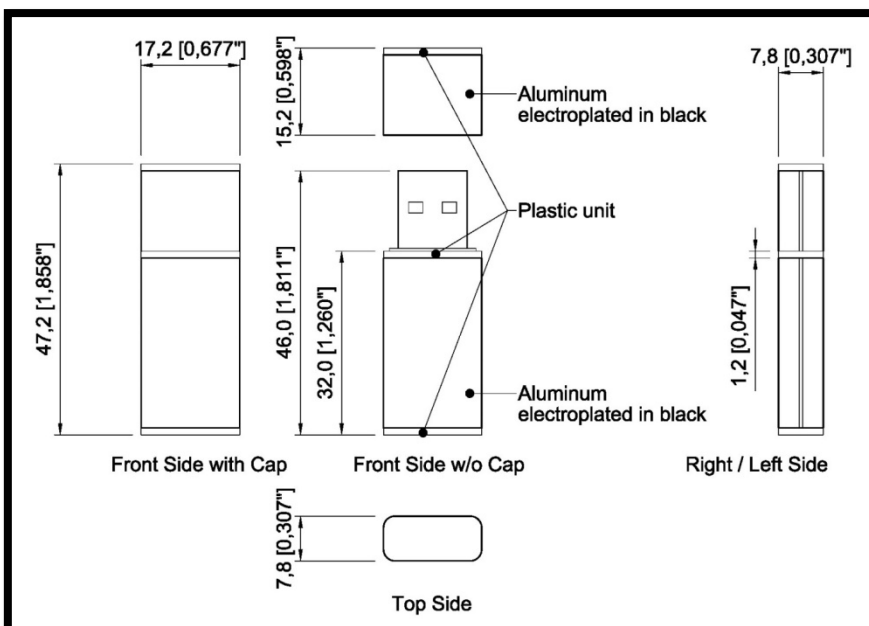 17,2 [0,677"]
15,2 [0,598"]
7,8 [0,307"]
Aluminum
electroplated in black
Plastic unit
47,2 [1,858"]
46,0 [1,811"]
32,0 [1,260"]
1,2 [0,047"]
Aluminum
electroplated in black
Front Side with Cap
Front Side w/o Cap
Right / Left Side
7,8 [0,307"]
Top Side